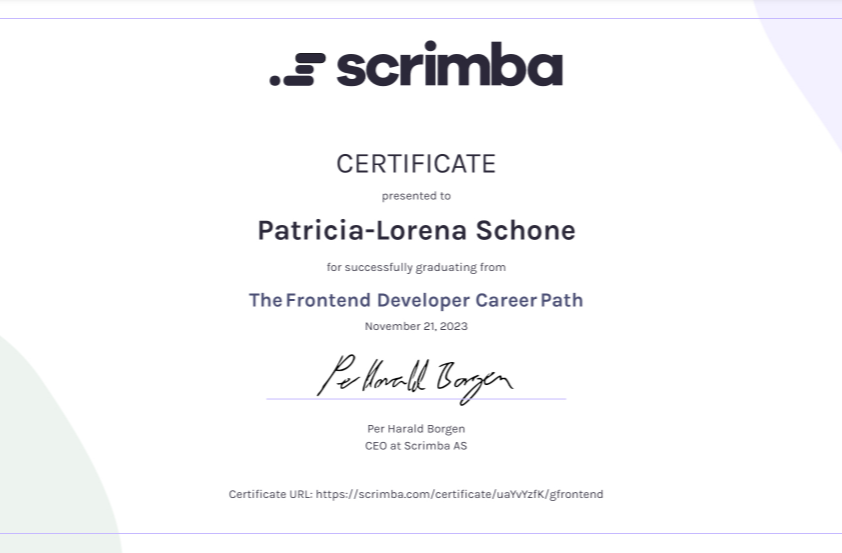 scrimba
CERTIFICATE
presented to
Patricia-Lorena Schone
for successfully graduating from
The Frontend Developer Career Path
November 21, 2023
Per Harald Borgen
Per Harald Borgen
CEO at Scrimba AS
Certificate URL: https://scrimba.com/certificate/uaYvYzfK/gfrontend